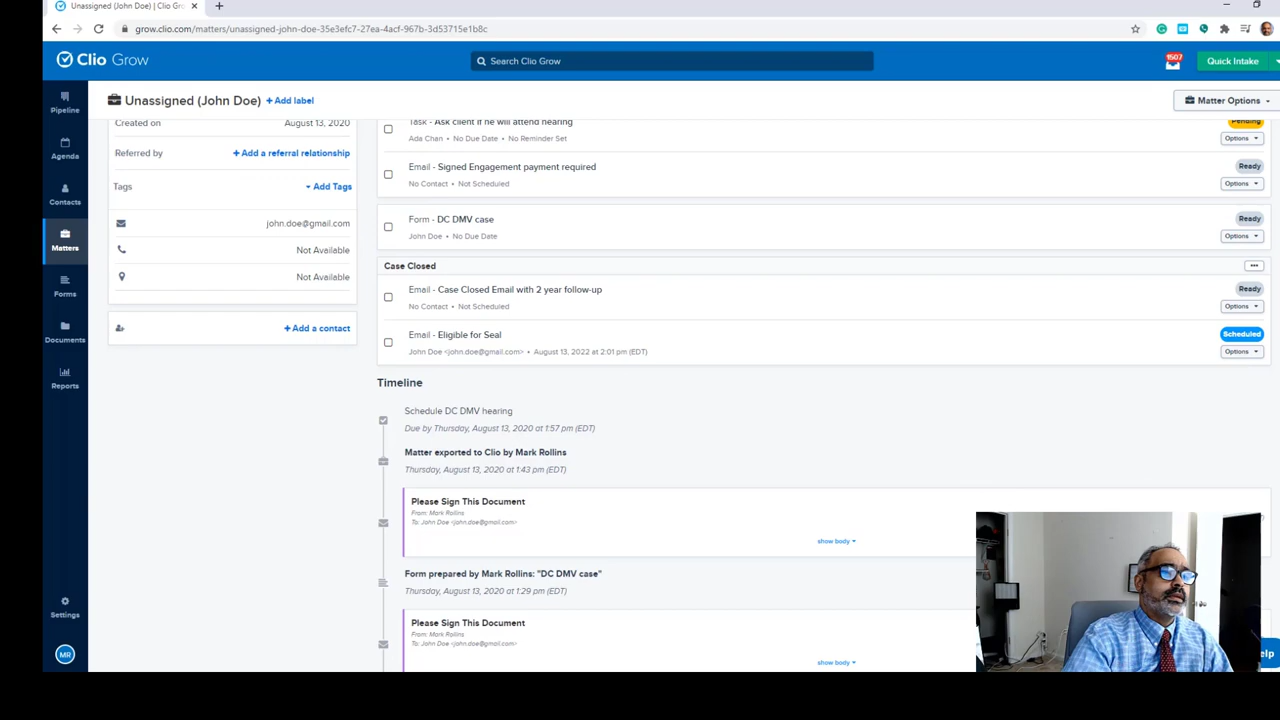 Unassigned (John Doe) | Clio Gro
grow.clio.com/matters/unassigned-john-doe-35e3efc7-27ea-4acf-967b-3d53715e1b8c
Clio Grow
Search Clio Grow
1507
Quick Intake
Pipeline
Agenda
Contacts
Matters
Forms
Documents
Reports
Settings
MR
Unassigned (John Doe) + Add label
Matter Options
Created on August 13, 2020
Referred by + Add a referral relationship
Tags Add Tags
john.doe@gmail.com
Not Available
Not Available
+ Add a contact
Task - Ask client if he will attend hearing Pending
Ada Chan • No Due Date • No Reminder Set Options
Email - Signed Engagement payment required Ready
No Contact • Not Scheduled Options
Form - DC DMV case Ready
John Doe • No Due Date Options
Case Closed
Email - Case Closed Email with 2 year follow-up Ready
No Contact • Not Scheduled Options
Email - Eligible for Seal Scheduled
John Doe <john.doe@gmail.com> • August 13, 2022 at 2:01 pm (EDT) Options
Timeline
Schedule DC DMV hearing
Due by Thursday, August 13, 2020 at 1:57 pm (EDT)
Matter exported to Clio by Mark Rollins
Thursday, August 13, 2020 at 1:43 pm (EDT)
Please Sign This Document
From: Mark Rollins
To: John Doe <john.doe@gmail.com>
show body
Form prepared by Mark Rollins: "DC DMV case"
Thursday, August 13, 2020 at 1:29 pm (EDT)
Please Sign This Document
From: Mark Rollins
To: John Doe <john.doe@gmail.com>
show body
elp